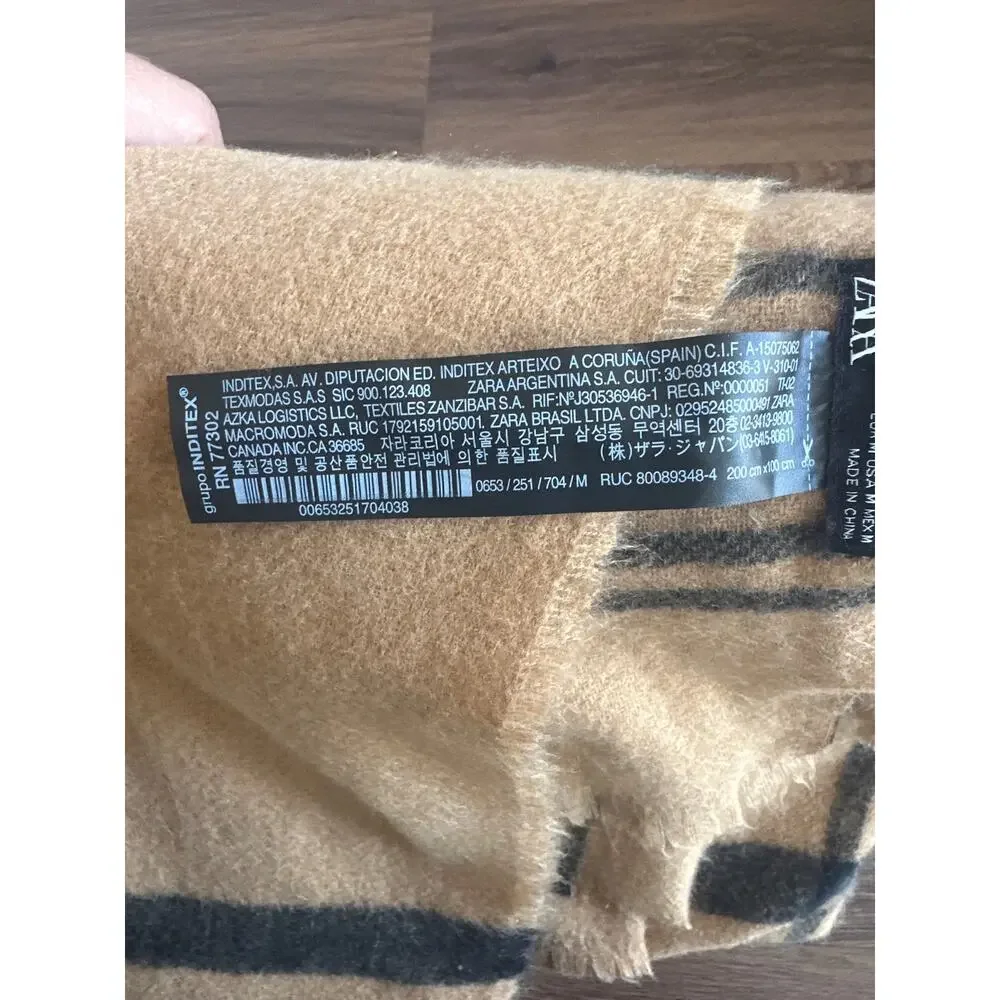 grupo INDITEX®
RN 77302
INDITEX,S.A. AV. DIPUTACION ED. INDITEX ARTEIXO A CORUÑA(SPAIN) C.I.F. A-15075062
TEXMODAS S.A.S SIC 900.123.408 ZARA ARGENTINA S.A. CUIT: 30-69314836-3 V-310-01
AZKA LOGISTICS LLC, TEXTILES ZANZIBAR S.A. RIF:NºJ30536946-1 REG.Nº:0000051 TI-02
MACROMODA S.A. RUC 1792159105001. ZARA BRASIL LTDA. CNPJ: 02952485000491 ZARA
CANADA INC.CA 36685 자라코리아 서울시 강남구 삼성동 무역센터 20층 02-3413-9800
품질경영 및 공산품안전 관리법에 의한 품질표시 (株)ザラ・ジャパン(03-6415-8061)
0653 / 251 / 704 / M RUC 80089348-4 200 cm x100 cm
00653251704038
ZARA
USA M MEX M
MADE IN CHINA